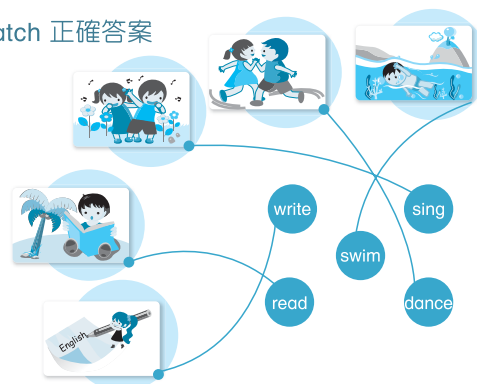 atch 正確答案
write
sing
swim
read
dance
English